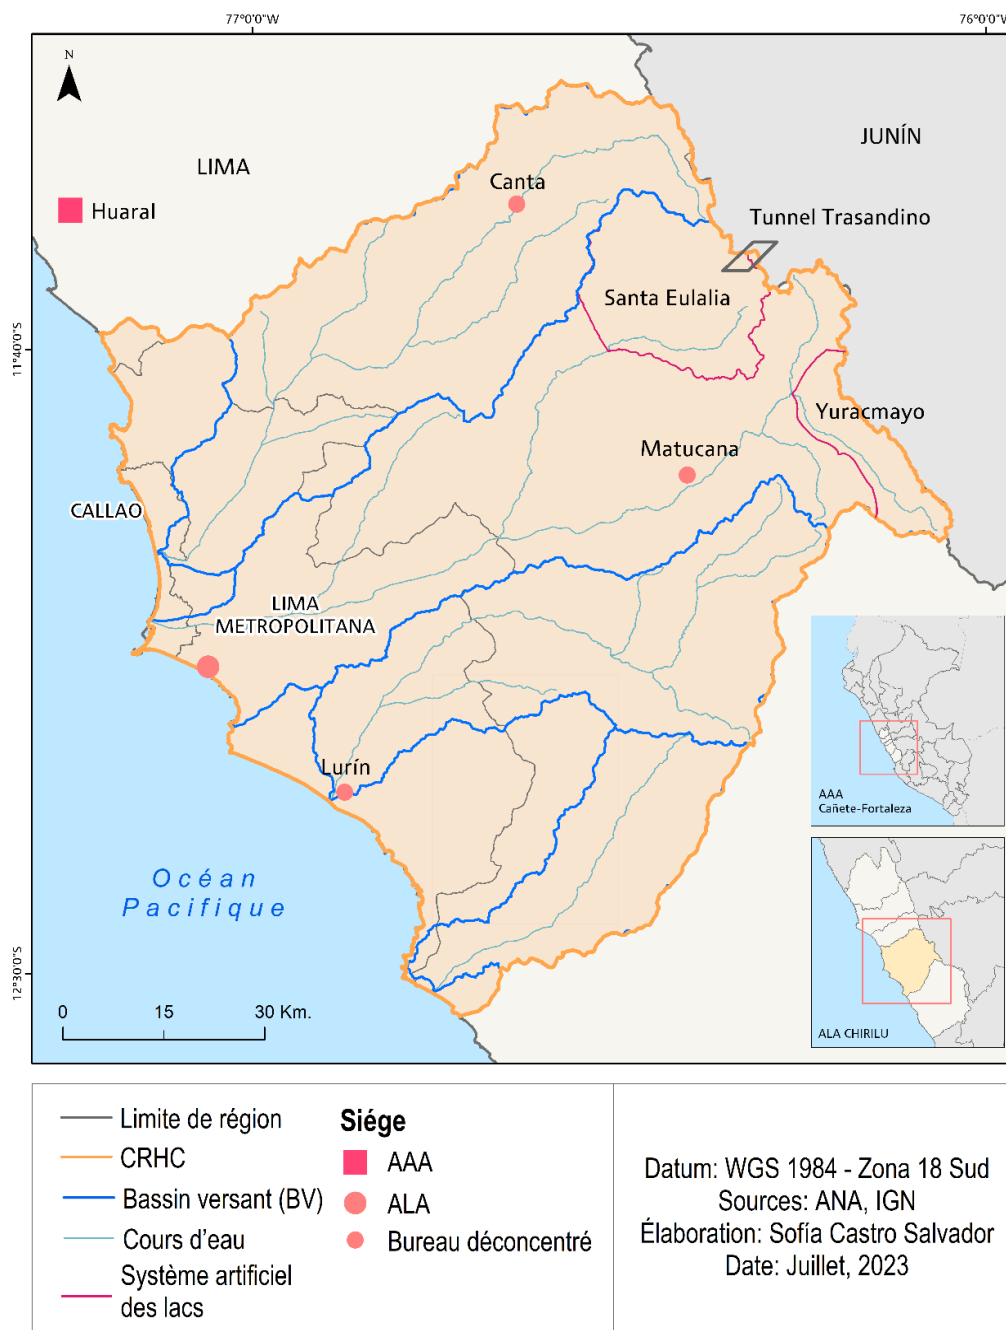 77°0'0"W
76°0'0"W
N
JUNÍN
LIMA
Canta
Huaral
Tunnel Trasandino
Santa Eulalia
11°40'0"S
Yuracmayo
Matucana
CALLAO
LIMA
METROPOLITANA
Lurín
AAA
Cañete-Fortaleza
Océan
Pacifique
12°30'0"S
0 15 30 Km.
ALA CHIRILU
Limite de région
CRHC
Bassin versant (BV)
Cours d'eau
Système artificiel
des lacs
Siége
AAA
ALA
Bureau déconcentré
Datum: WGS 1984 - Zona 18 Sud
Sources: ANA, IGN
Élaboration: Sofía Castro Salvador
Date: Juillet, 2023